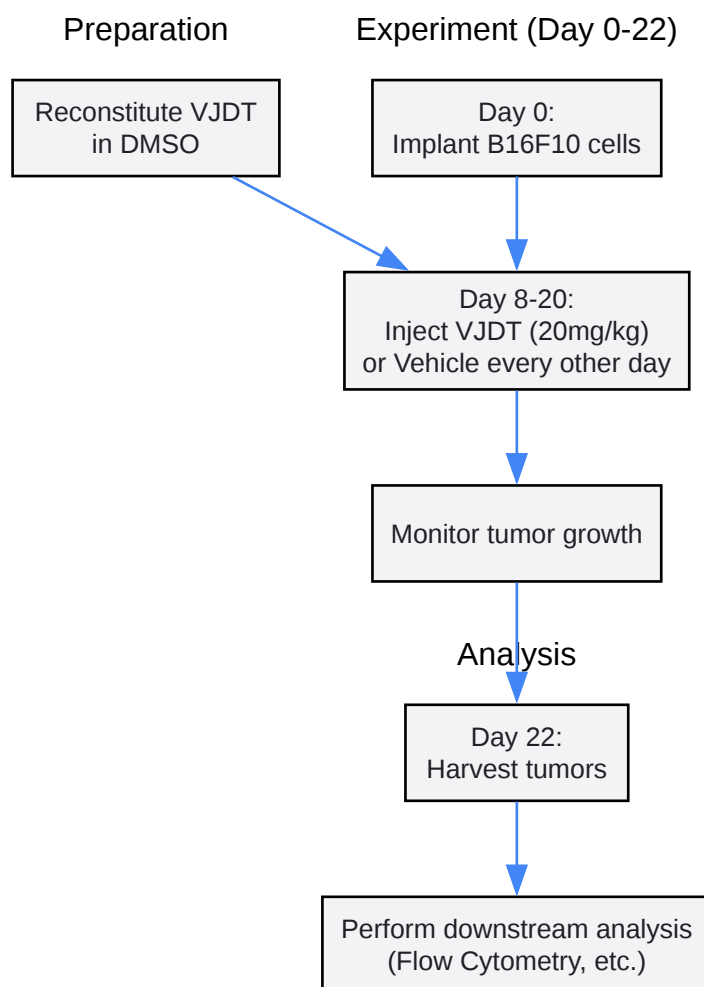 Preparation
Experiment (Day 0-22)
Reconstitute VJDT
in DMSO
Day 0:
Implant B16F10 cells
Day 8-20:
Inject VJDT (20mg/kg)
or Vehicle every other day
Monitor tumor growth
Analysis
Day 22:
Harvest tumors
Perform downstream analysis
(Flow Cytometry, etc.)